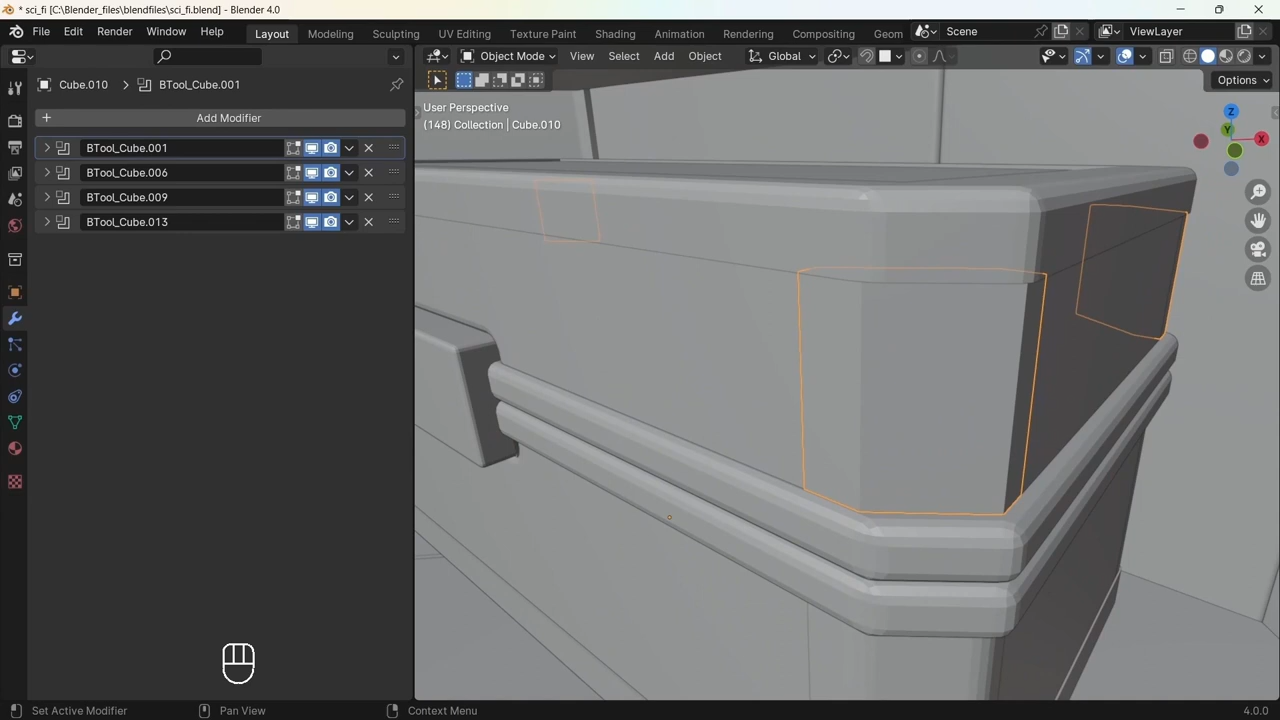 * sci_fi [C:\Blender_files\blendfiles\sci_fi.blend] - Blender 4.0
File Edit Render Window Help Layout Modeling Sculpting UV Editing Texture Paint Shading Animation Rendering Compositing Geom Scene ViewLayer
Object Mode View Select Add Object Global
Options
Cube.010 > BTool_Cube.001
Add Modifier
BTool_Cube.001
BTool_Cube.006
BTool_Cube.009
BTool_Cube.013
User Perspective
(148) Collection | Cube.010
Z
Y
X
Set Active Modifier Pan View Context Menu 4.0.0